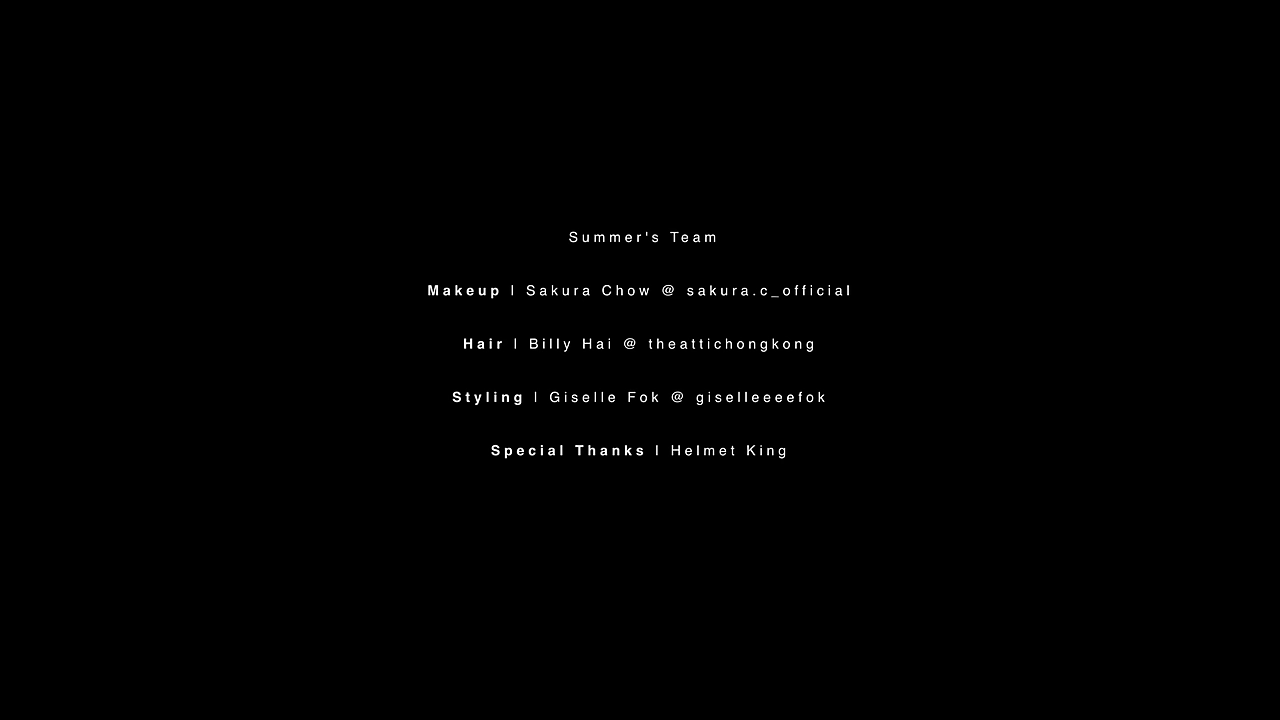 Summer's Team
Makeup | Sakura Chow @ sakura.c_official
Hair | Billy Hai @ theattichongkong
Styling | Giselle Fok @ giselleeeefok
Special Thanks | Helmet King